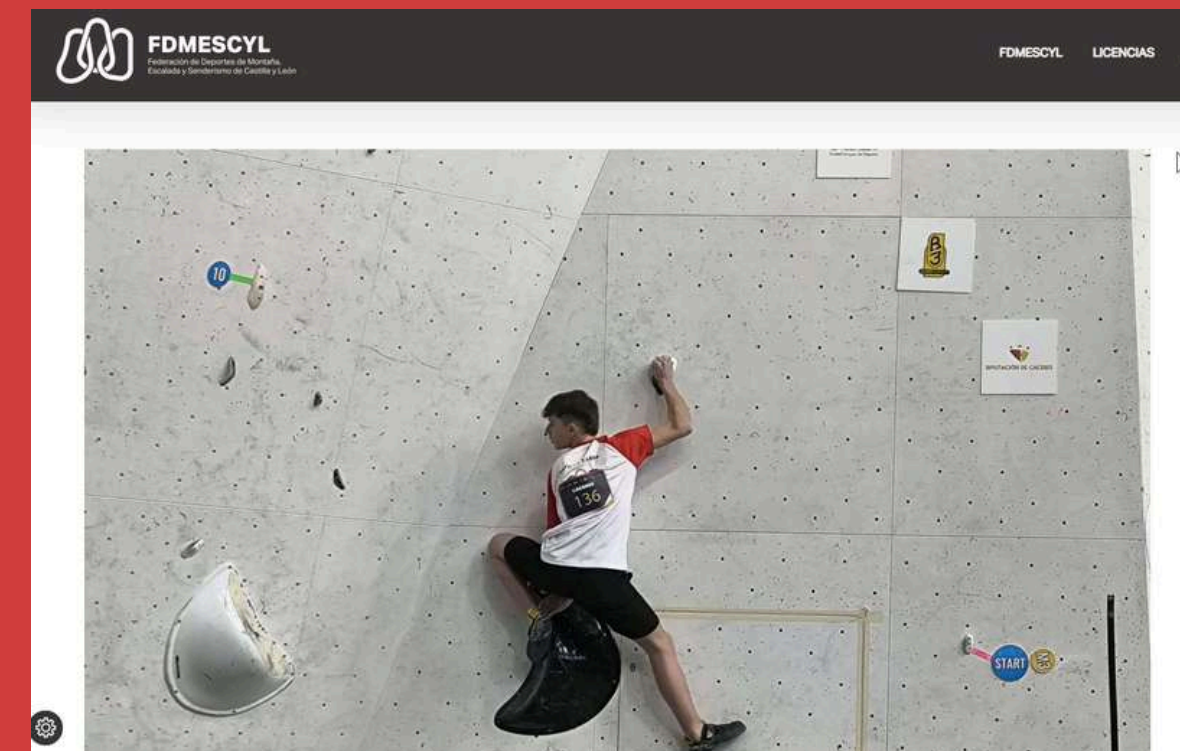 FDMESCYL
Federación de Deportes de Montaña,
Escalada y Senderismo de Castilla y León
FDMESCYL LICENCIAS
10
B
3
DIPUTACIÓN DE CÁCERES
136
START